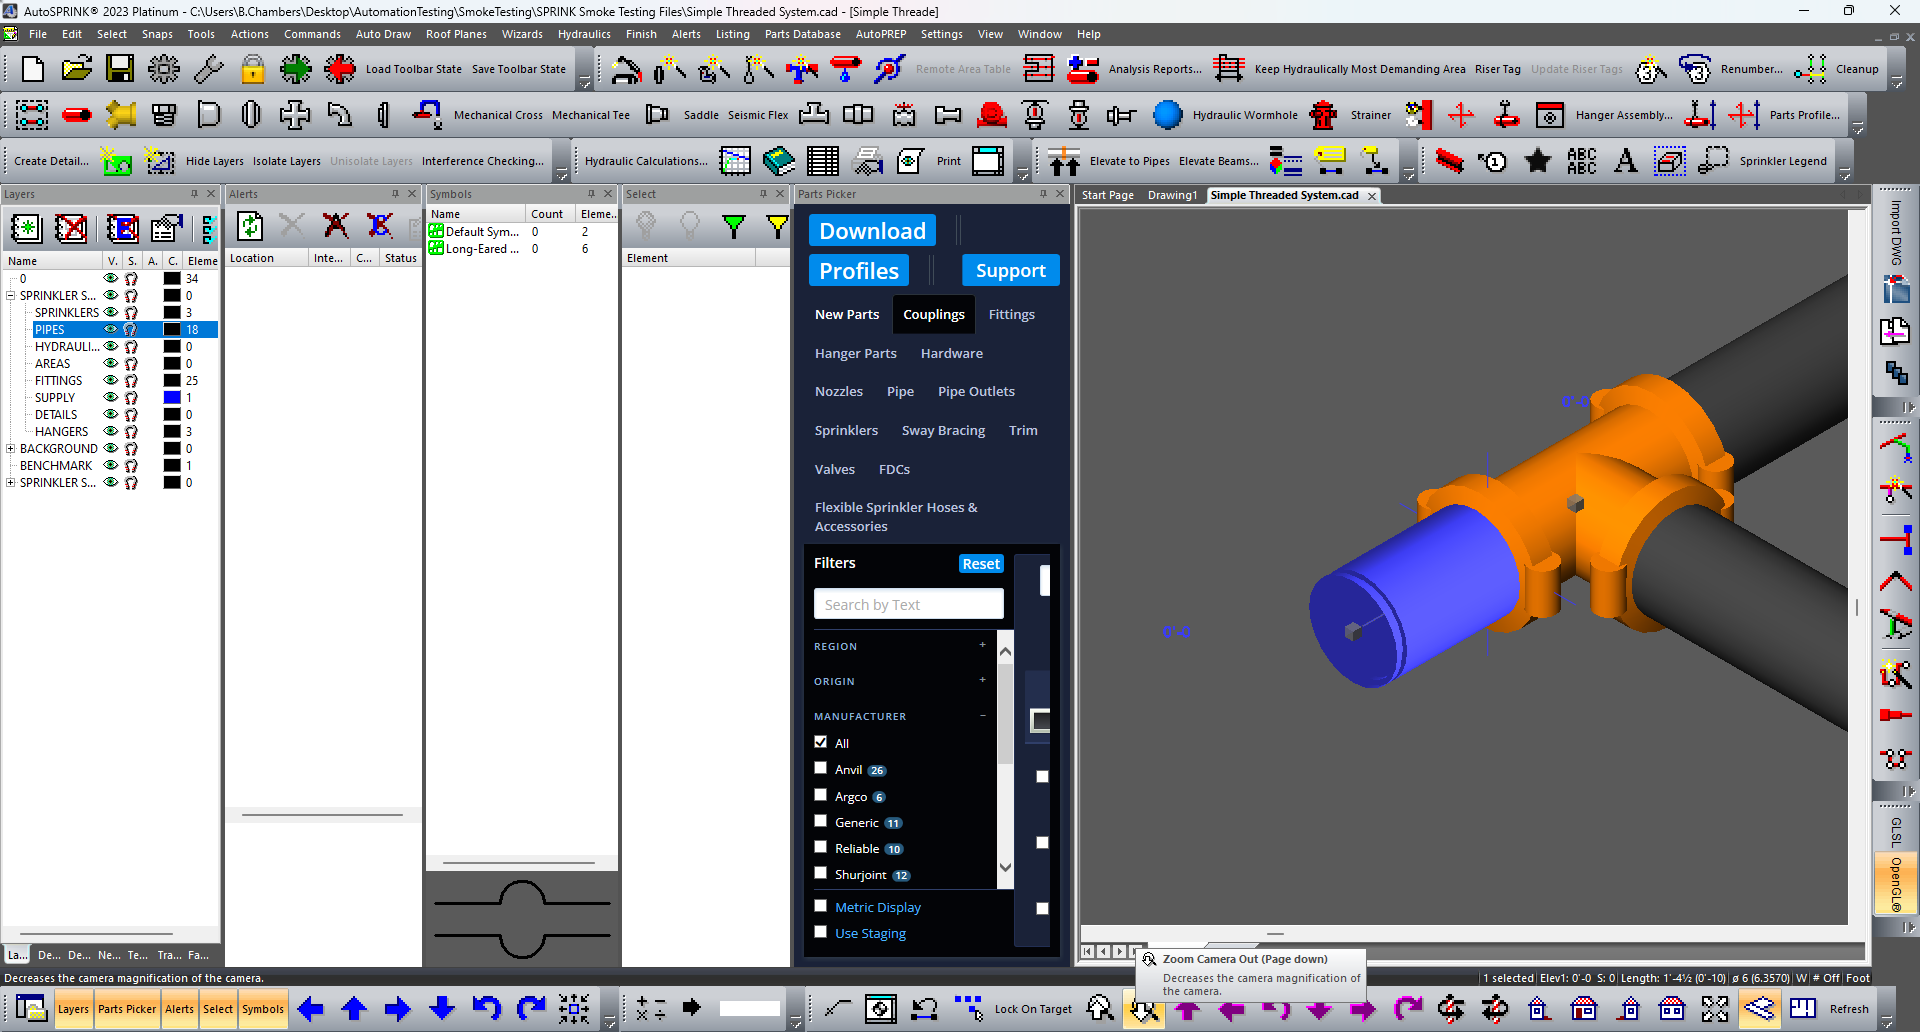 AutoSPRINK® 2023 Platinum - C:\Users\B.Chambers\Desktop\AutomationTesting\SmokeTesting\SPRINK Smoke Testing Files\Simple Threaded System.cad - [Simple Threade]
File Edit Select Snaps Tools Actions Commands Auto Draw Roof Planes Wizards Hydraulics Finish Alerts Listing Parts Database AutoPREP Settings View Window Help
Load Toolbar State Save Toolbar State Remote Area Table Analysis Reports... Keep Hydraulically Most Demanding Area Riser Tag Update Riser Tags Renumber... Cleanup
Mechanical Cross Mechanical Tee Saddle Seismic Flex Hydraulic Wormhole Strainer Hanger Assembly... Parts Profile...
Create Detail... Hide Layers Isolate Layers Unisolate Layers Interference Checking... Hydraulic Calculations... Print Elevate to Pipes Elevate Beams... ABC ABC A Sprinkler Legend
Layers Alerts Symbols Select Parts Picker Start Page Drawing1 Simple Threaded System.cad
Name V. S. A. C. Eleme
0 34
SPRINKLER S... 0
SPRINKLERS 3
PIPES 18
HYDRAULI... 0
AREAS 0
FITTINGS 25
SUPPLY 1
DETAILS 0
HANGERS 3
BACKGROUND 0
BENCHMARK 1
SPRINKLER S... 0
La... De... De... Ne... Te... Tra... Fa...
Location Inte... C... Status
Name Count Eleme..
Default Sym... 0 2
Long-Eared ... 0 6
Element
Download
Profiles Support
New Parts Couplings Fittings
Hanger Parts Hardware
Nozzles Pipe Pipe Outlets
Sprinklers Sway Bracing Trim
Valves FDCs
Flexible Sprinkler Hoses &
Accessories
Filters Reset
Search by Text
REGION +
ORIGIN +
MANUFACTURER −
All
Anvil 26
Argco 6
Generic 11
Reliable 10
Shurjoint 12
Metric Display
Use Staging
0'-0
0'-0
Import DWG
GLSL
OpenGL®
Zoom Camera Out (Page down)
Decreases the camera magnification of
the camera.
Decreases the camera magnification of the camera.
1 selected Elev1: 0'-0 S: 0 Length: 1'-4½ (0'-10) ø 6 (6.3570) W # Off Foot
Layers Parts Picker Alerts Select Symbols Lock On Target Refresh